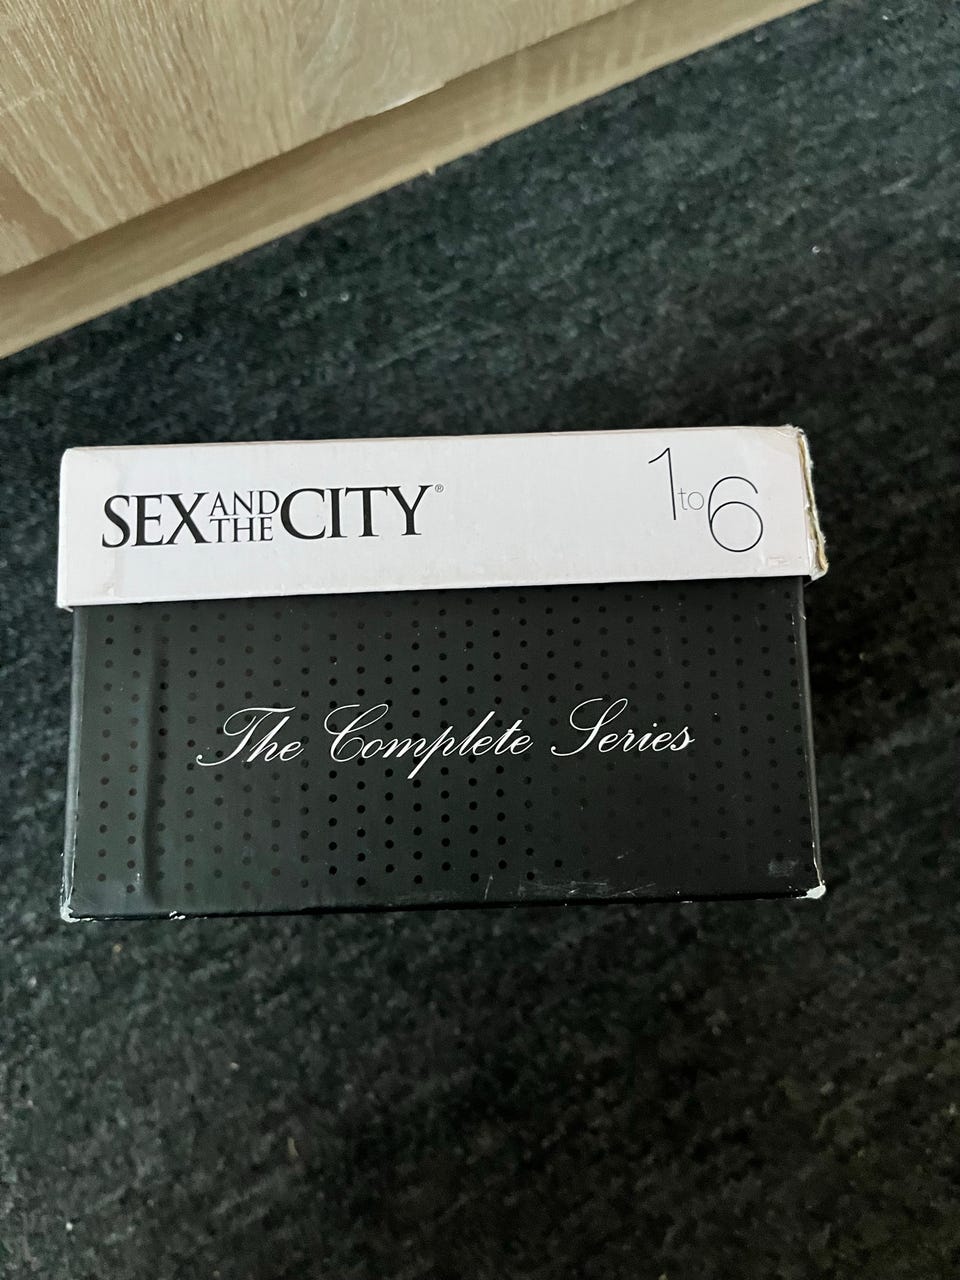 SEX AND THE CITY®
1 to 6
The Complete Series